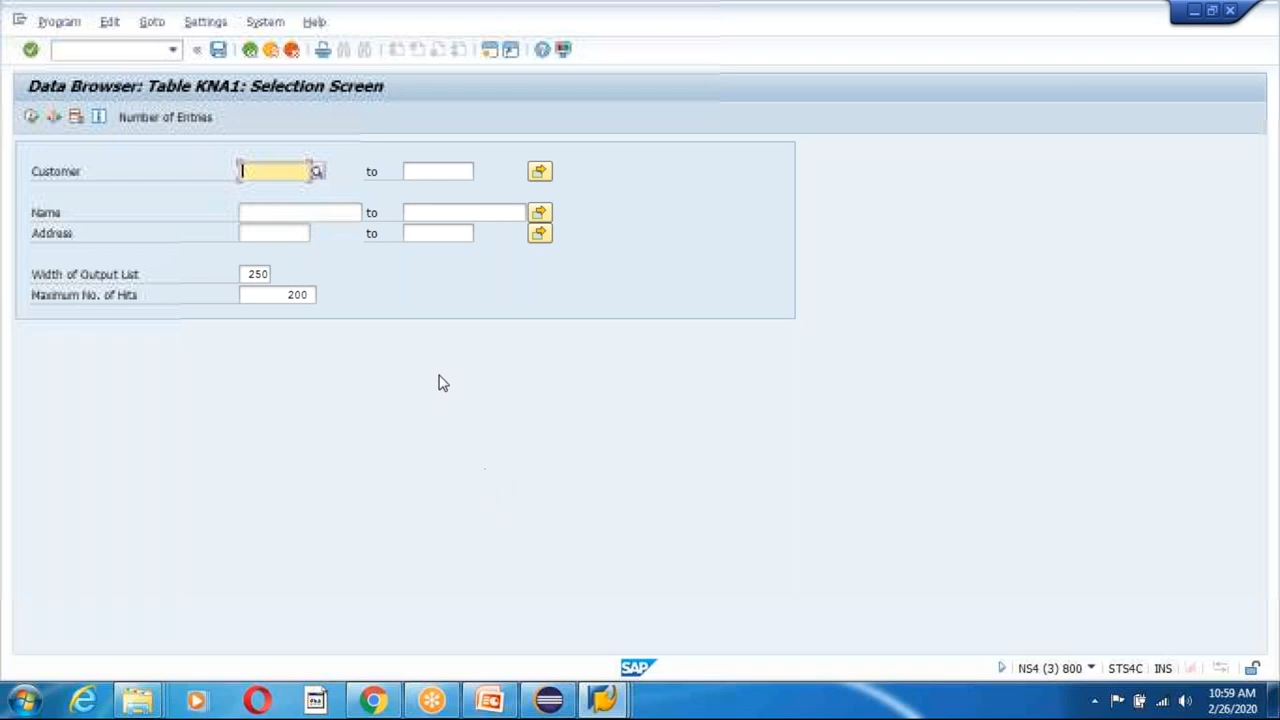 Program Edit Goto Settings System Help
Data Browser: Table KNA1: Selection Screen
Number of Entries
Customer to
Name to
Address to
Width of Output List 250
Maximum No. of Hits 200
SAP
NS4 (3) 800 STS4C INS
10:59 AM
2/26/2020